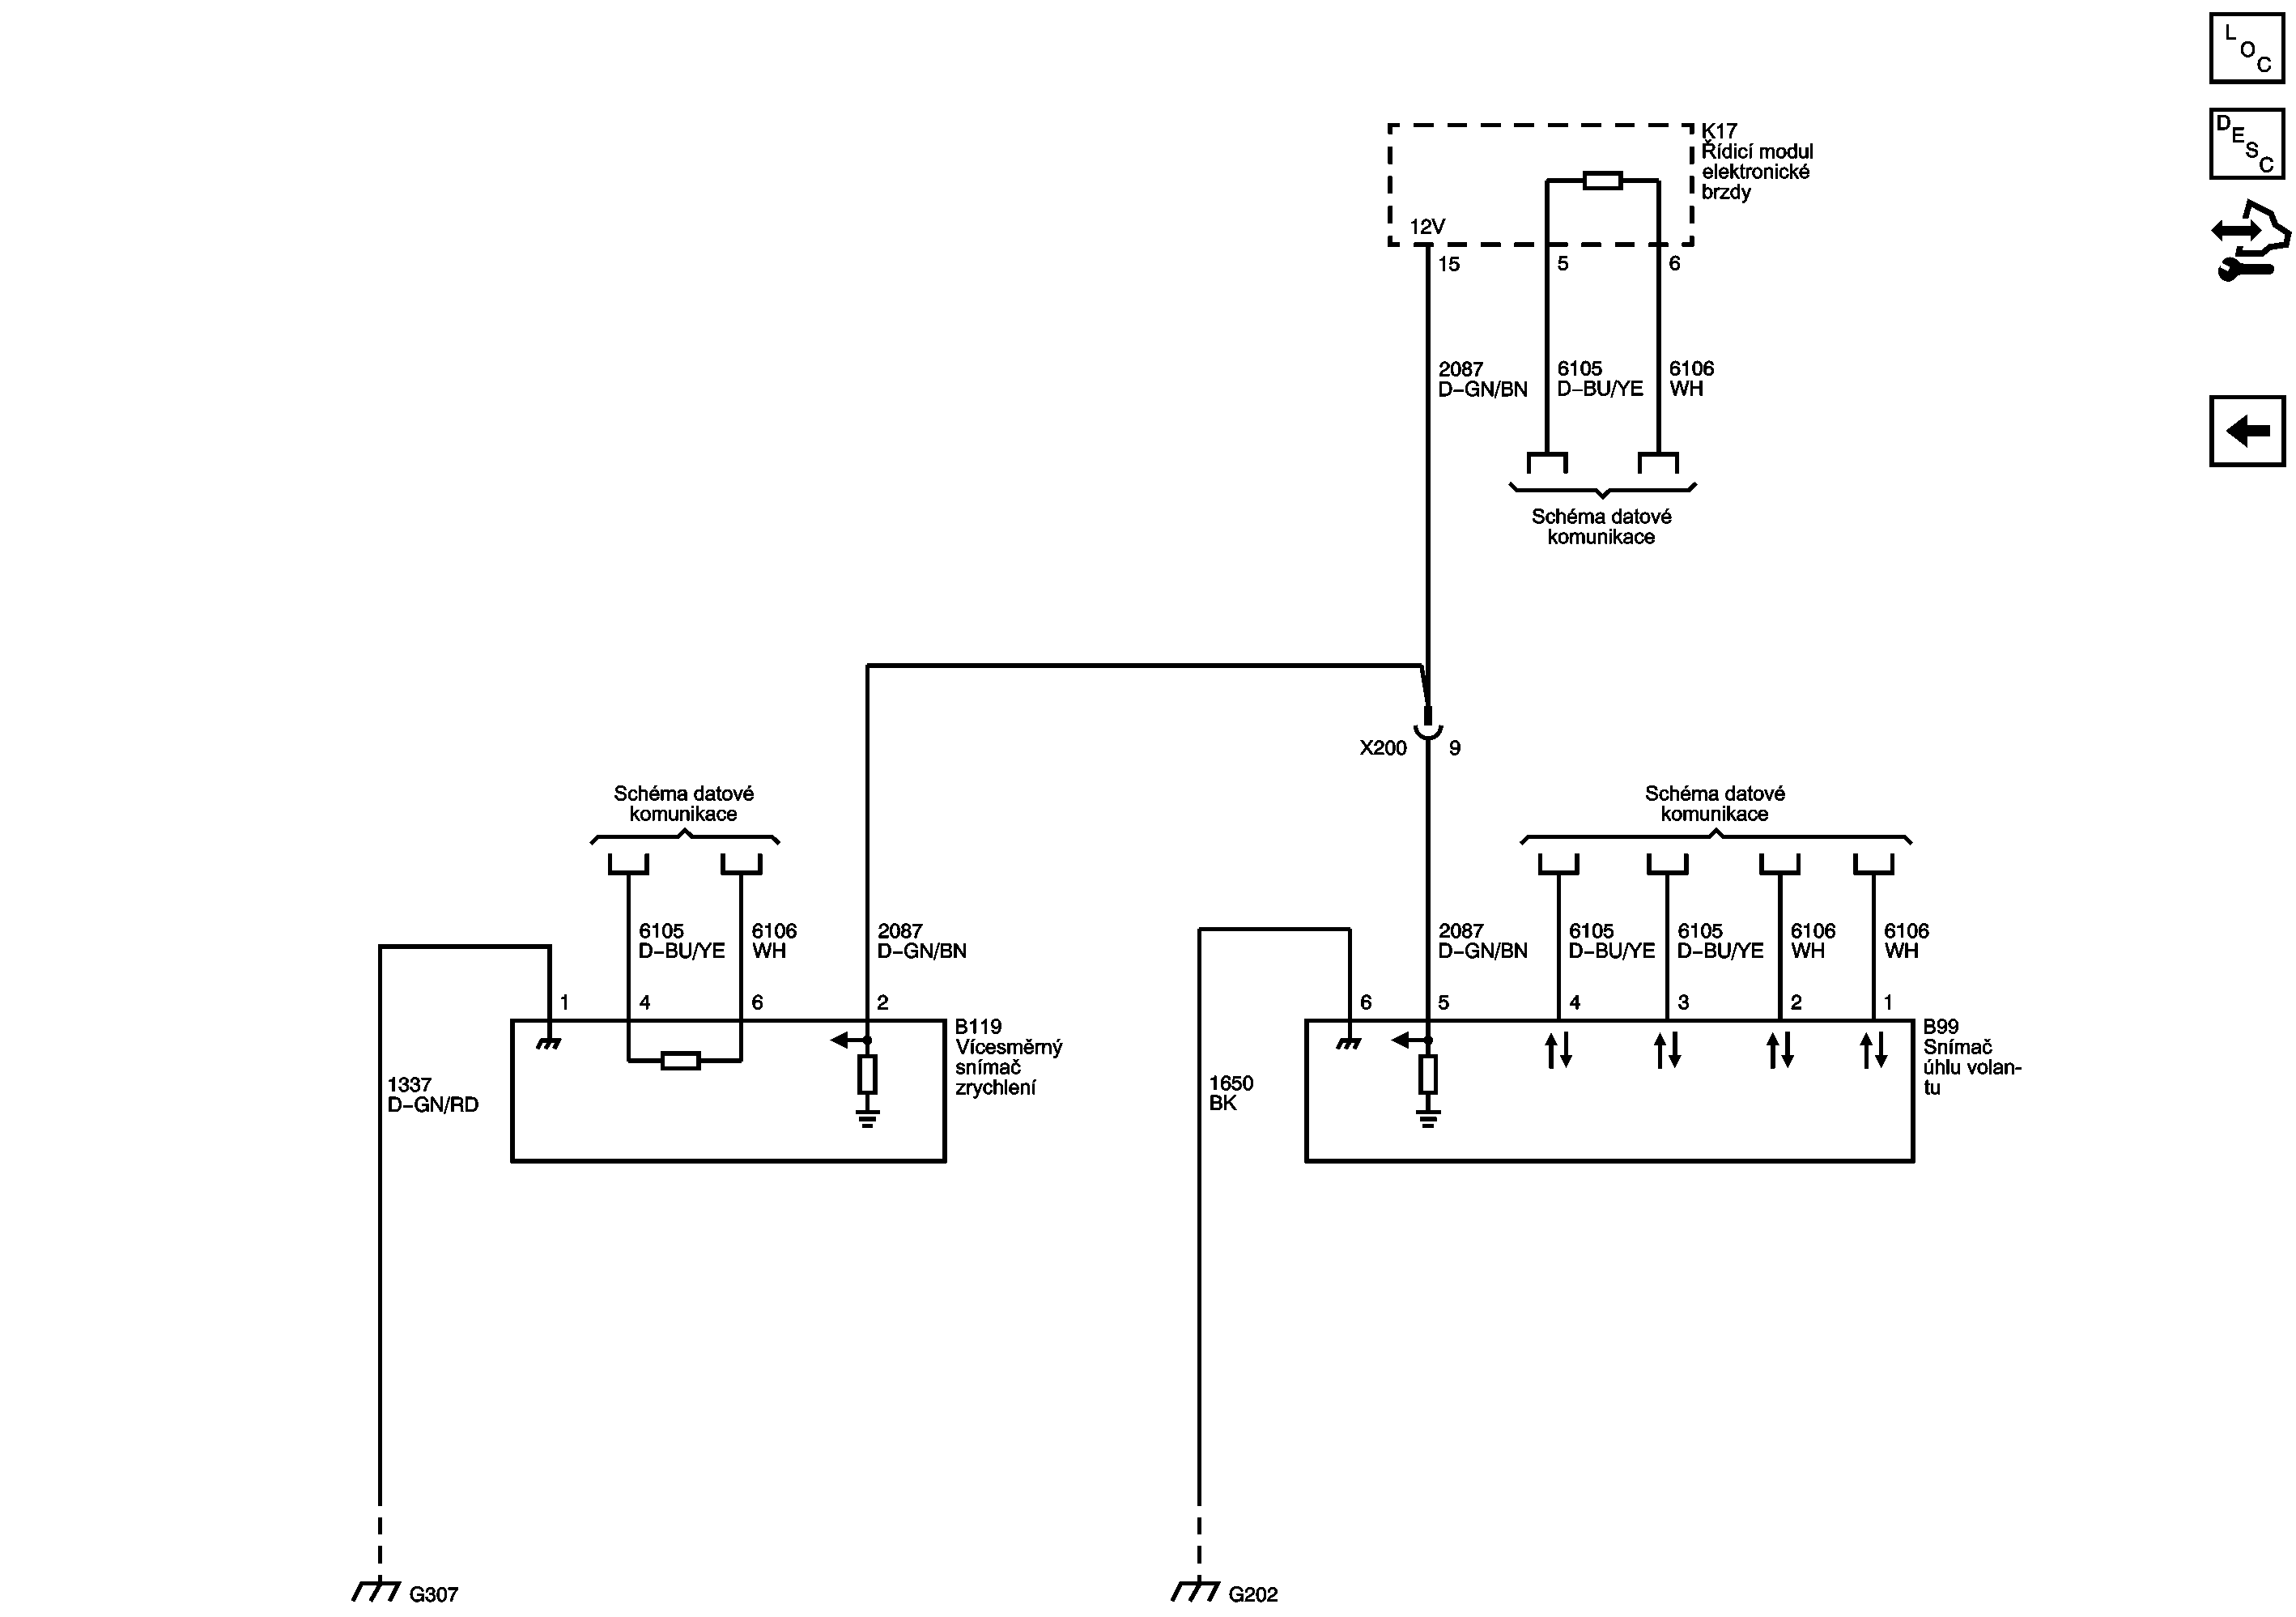 L
O
C
D
E
S
C
K17
Řídicí modul
elektronické
brzdy
12V
15
5
6
2087
D–GN/BN
6105
D–BU/YE
6106
WH
Schéma datové
komunikace
X200
9
Schéma datové
komunikace
Schéma datové
komunikace
6105
D–BU/YE
6106
WH
2087
D–GN/BN
2087
D–GN/BN
6105
D–BU/YE
6105
D–BU/YE
6106
WH
6106
WH
1
4
6
2
6
5
4
3
2
1
B119
Vícesměrný
snímač
zrychlení
B99
Snímač
úhlu volan-
tu
1337
D–GN/RD
1650
BK
G307
G202